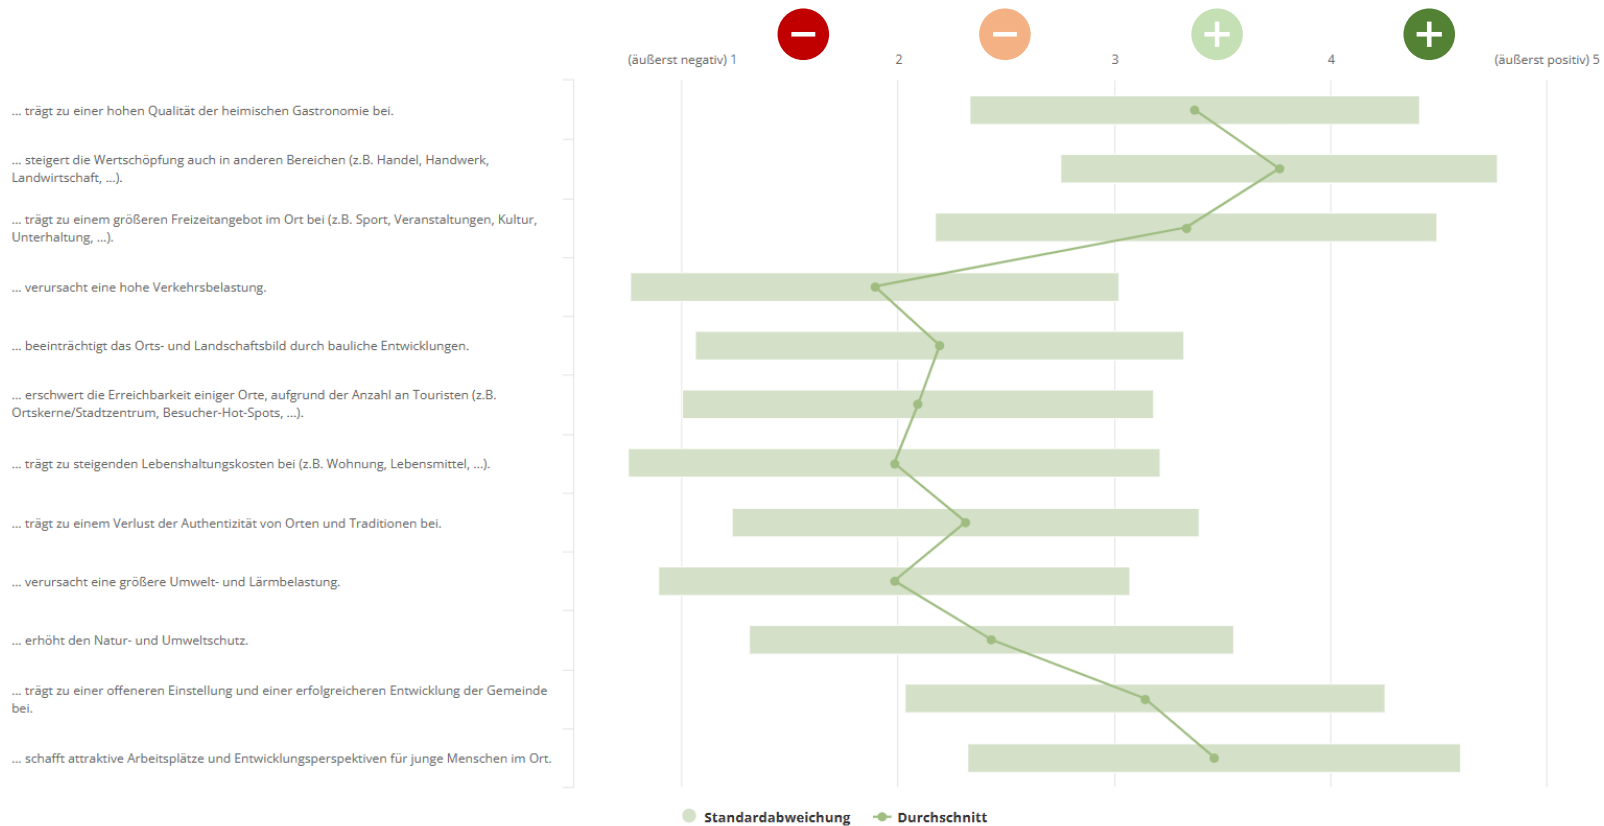 (äußerst negativ) 1 2 3 4 (äußerst positiv) 5
... trägt zu einer hohen Qualität der heimischen Gastronomie bei.
... steigert die Wertschöpfung auch in anderen Bereichen (z.B. Handel, Handwerk,
Landwirtschaft, ...).
... trägt zu einem größeren Freizeitangebot im Ort bei (z.B. Sport, Veranstaltungen, Kultur,
Unterhaltung, ...).
... verursacht eine hohe Verkehrsbelastung.
... beeinträchtigt das Orts- und Landschaftsbild durch bauliche Entwicklungen.
... erschwert die Erreichbarkeit einiger Orte, aufgrund der Anzahl an Touristen (z.B.
Ortskerne/Stadtzentrum, Besucher-Hot-Spots, ...).
... trägt zu steigenden Lebenshaltungskosten bei (z.B. Wohnung, Lebensmittel, ...).
... trägt zu einem Verlust der Authentizität von Orten und Traditionen bei.
... verursacht eine größere Umwelt- und Lärmbelastung.
... erhöht den Natur- und Umweltschutz.
... trägt zu einer offeneren Einstellung und einer erfolgreicheren Entwicklung der Gemeinde
bei.
... schafft attraktive Arbeitsplätze und Entwicklungsperspektiven für junge Menschen im Ort.
Standardabweichung Durchschnitt